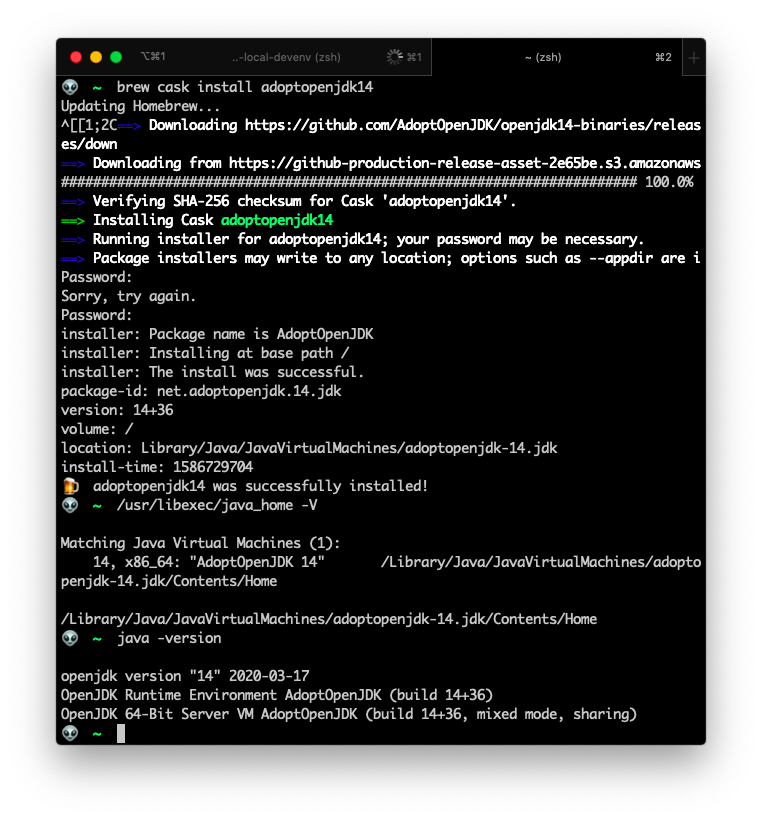 ⌥⌘1 ..-local-devenv (zsh) ⌘1 ~ (zsh) ⌘2 +
👽 ~ brew cask install adoptopenjdk14
Updating Homebrew...
^[[1;2C==> Downloading https://github.com/AdoptOpenJDK/openjdk14-binaries/releas
es/down
==> Downloading from https://github-production-release-asset-2e65be.s3.amazonaws
######################################################################## 100.0%
==> Verifying SHA-256 checksum for Cask 'adoptopenjdk14'.
==> Installing Cask adoptopenjdk14
==> Running installer for adoptopenjdk14; your password may be necessary.
==> Package installers may write to any location; options such as --appdir are i
Password:
Sorry, try again.
Password:
installer: Package name is AdoptOpenJDK
installer: Installing at base path /
installer: The install was successful.
package-id: net.adoptopenjdk.14.jdk
version: 14+36
volume: /
location: Library/Java/JavaVirtualMachines/adoptopenjdk-14.jdk
install-time: 1586729704
🍺 adoptopenjdk14 was successfully installed!
👽 ~ /usr/libexec/java_home -V
Matching Java Virtual Machines (1):
    14, x86_64: "AdoptOpenJDK 14"	/Library/Java/JavaVirtualMachines/adopto
penjdk-14.jdk/Contents/Home
/Library/Java/JavaVirtualMachines/adoptopenjdk-14.jdk/Contents/Home
👽 ~ java -version
openjdk version "14" 2020-03-17
OpenJDK Runtime Environment AdoptOpenJDK (build 14+36)
OpenJDK 64-Bit Server VM AdoptOpenJDK (build 14+36, mixed mode, sharing)
👽 ~